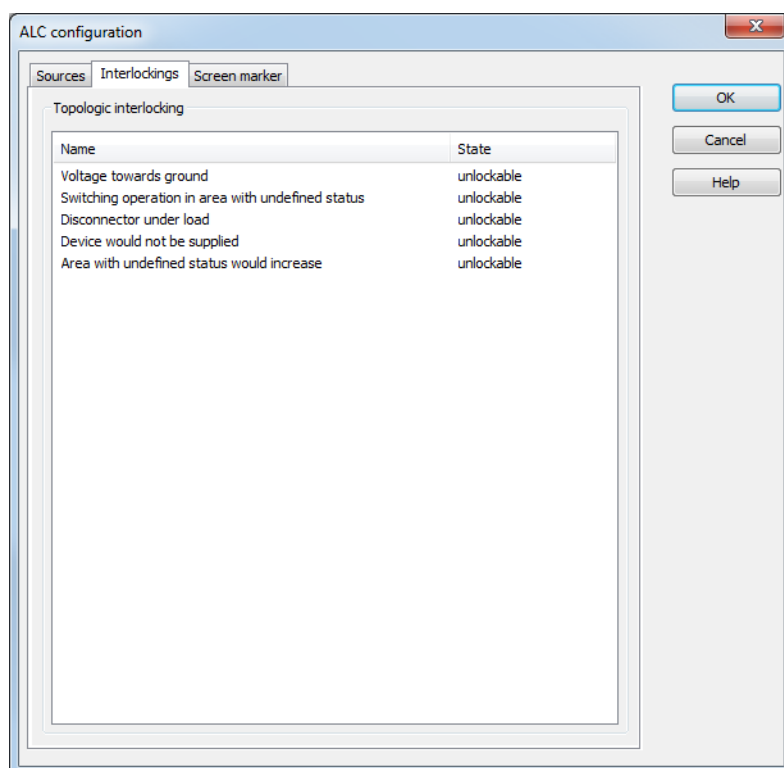 ALC configuration
Sources Interlockings Screen marker
OK
Topologic interlocking
Cancel
Name State
Help
Voltage towards ground unlockable
Switching operation in area with undefined status unlockable
Disconnector under load unlockable
Device would not be supplied unlockable
Area with undefined status would increase unlockable